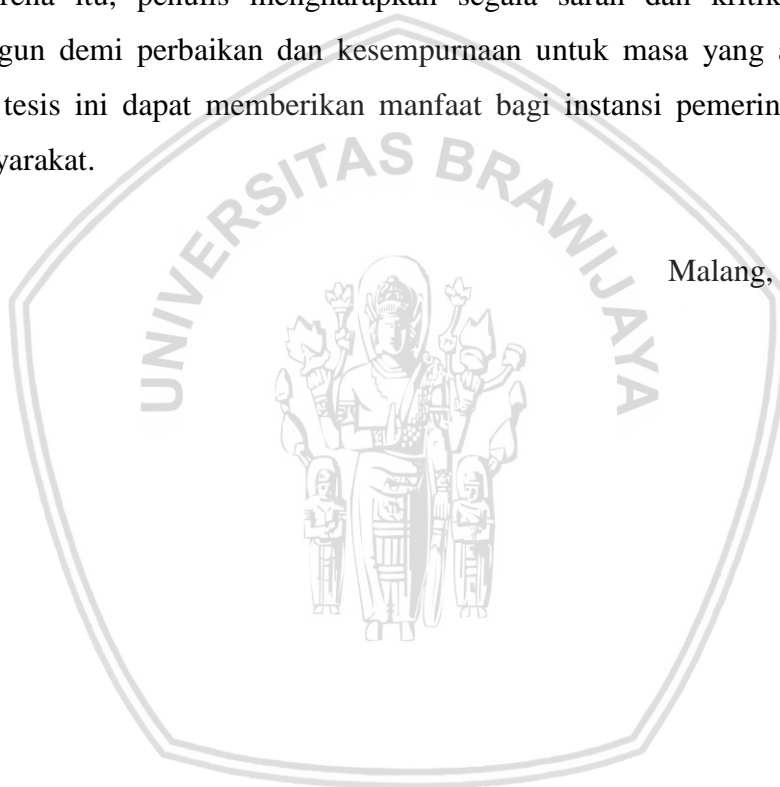 rena itu, penulis mengharapkan segala saran dan kritik
gun demi perbaikan dan kesempurnaan untuk masa yang a
tesis ini dapat memberikan manfaat bagi instansi pemerin
yarakat.
UNIVERSITAS BRAWIJAYA
Malang,